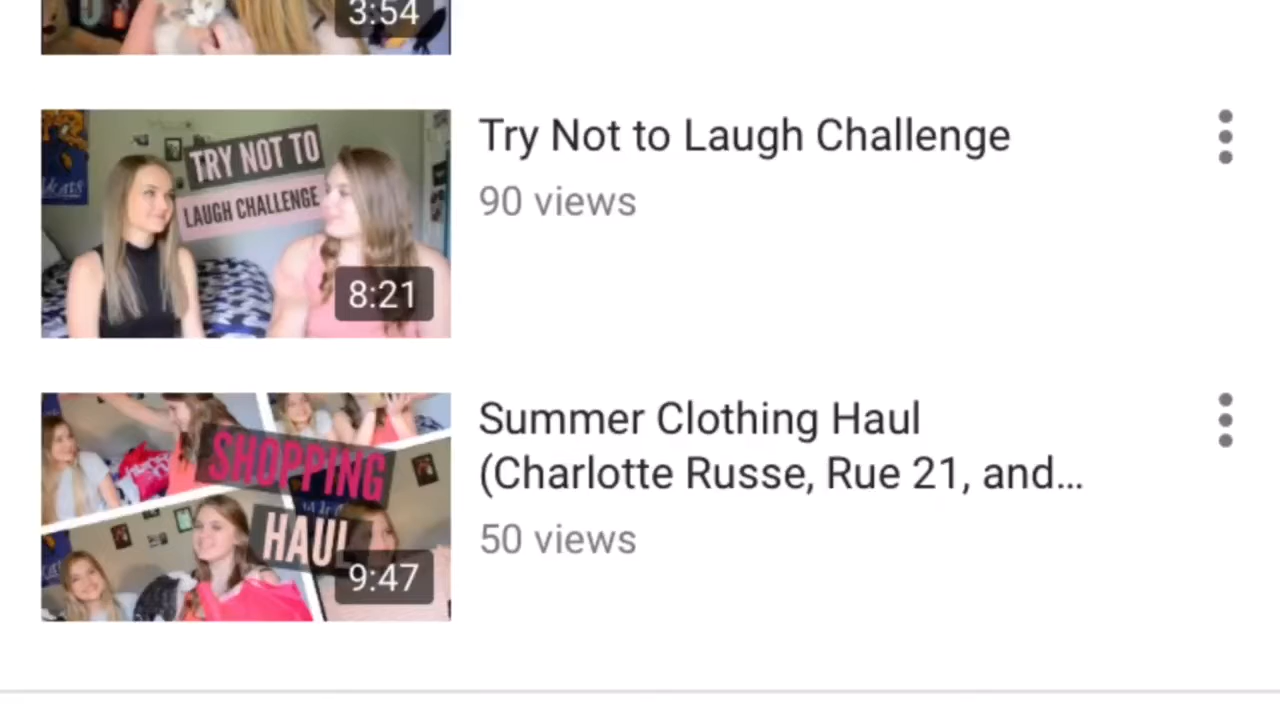 3:54
TRY NOT TO
LAUGH CHALLENGE
8:21
Try Not to Laugh Challenge
90 views
SHOPPING
HAUL
9:47
Summer Clothing Haul
(Charlotte Russe, Rue 21, and…
50 views